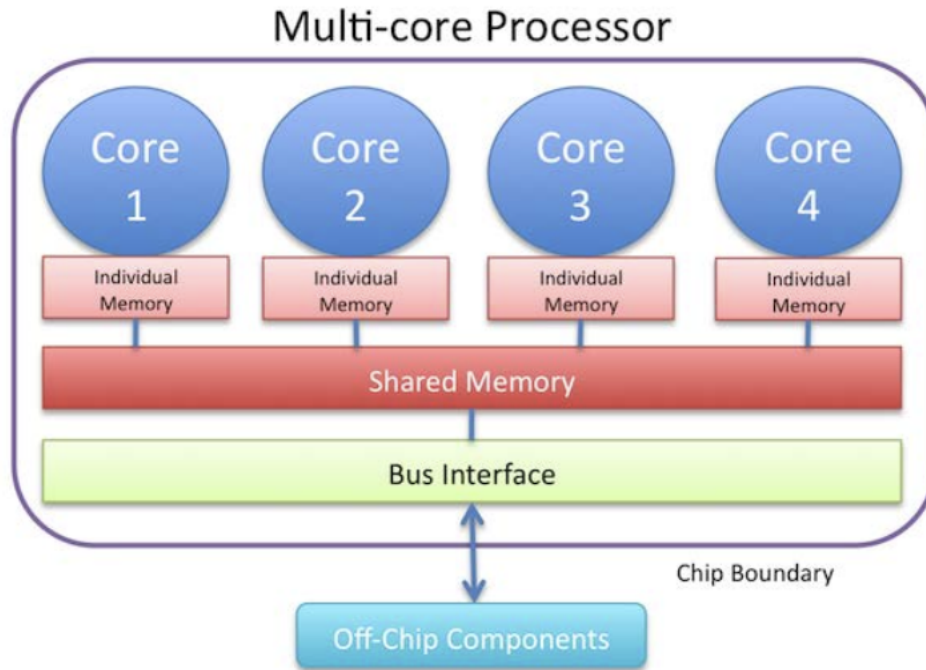 Multi-core Processor
Core
1
Core
2
Core
3
Core
4
Individual
Memory
Individual
Memory
Individual
Memory
Individual
Memory
Shared Memory
Bus Interface
Chip Boundary
Off-Chip Components